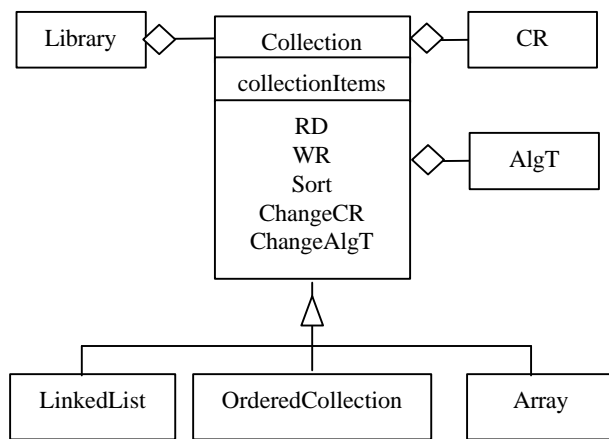 Library
Collection
CR
collectionItems
RD
WR
Sort
ChangeCR
ChangeAlgT
AlgT
LinkedList
OrderedCollection
Array